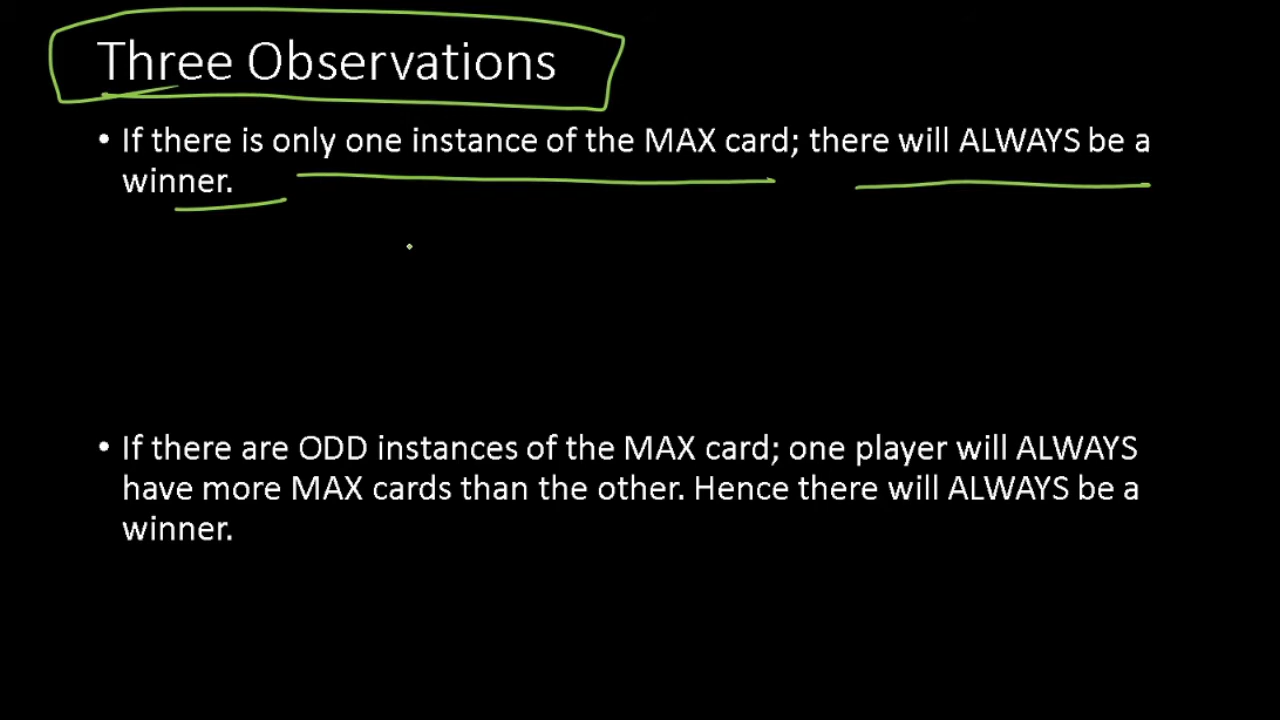 Three Observations
• If there is only one instance of the MAX card; there will ALWAYS be a
winner.
• If there are ODD instances of the MAX card; one player will ALWAYS
have more MAX cards than the other. Hence there will ALWAYS be a
winner.